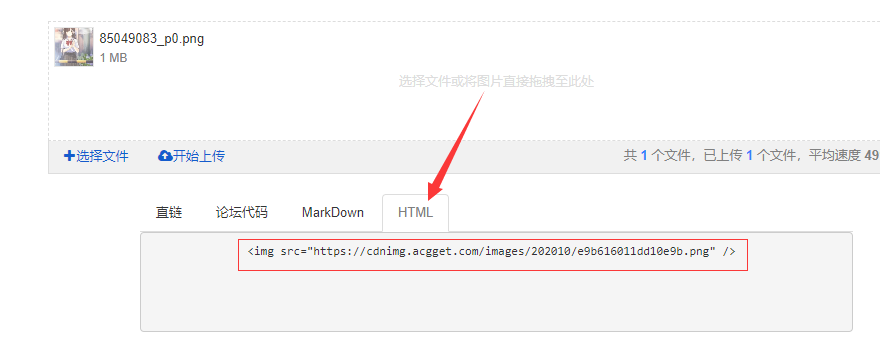 85049083_p0.png
1 MB
选择文件或将图片直接拖拽至此处
选择文件 开始上传 共 1 个文件，已上传 1 个文件，平均速度 49
直链 论坛代码 MarkDown HTML
<img src="https://cdnimg.acgget.com/images/202010/e9b616011dd10e9b.png" />